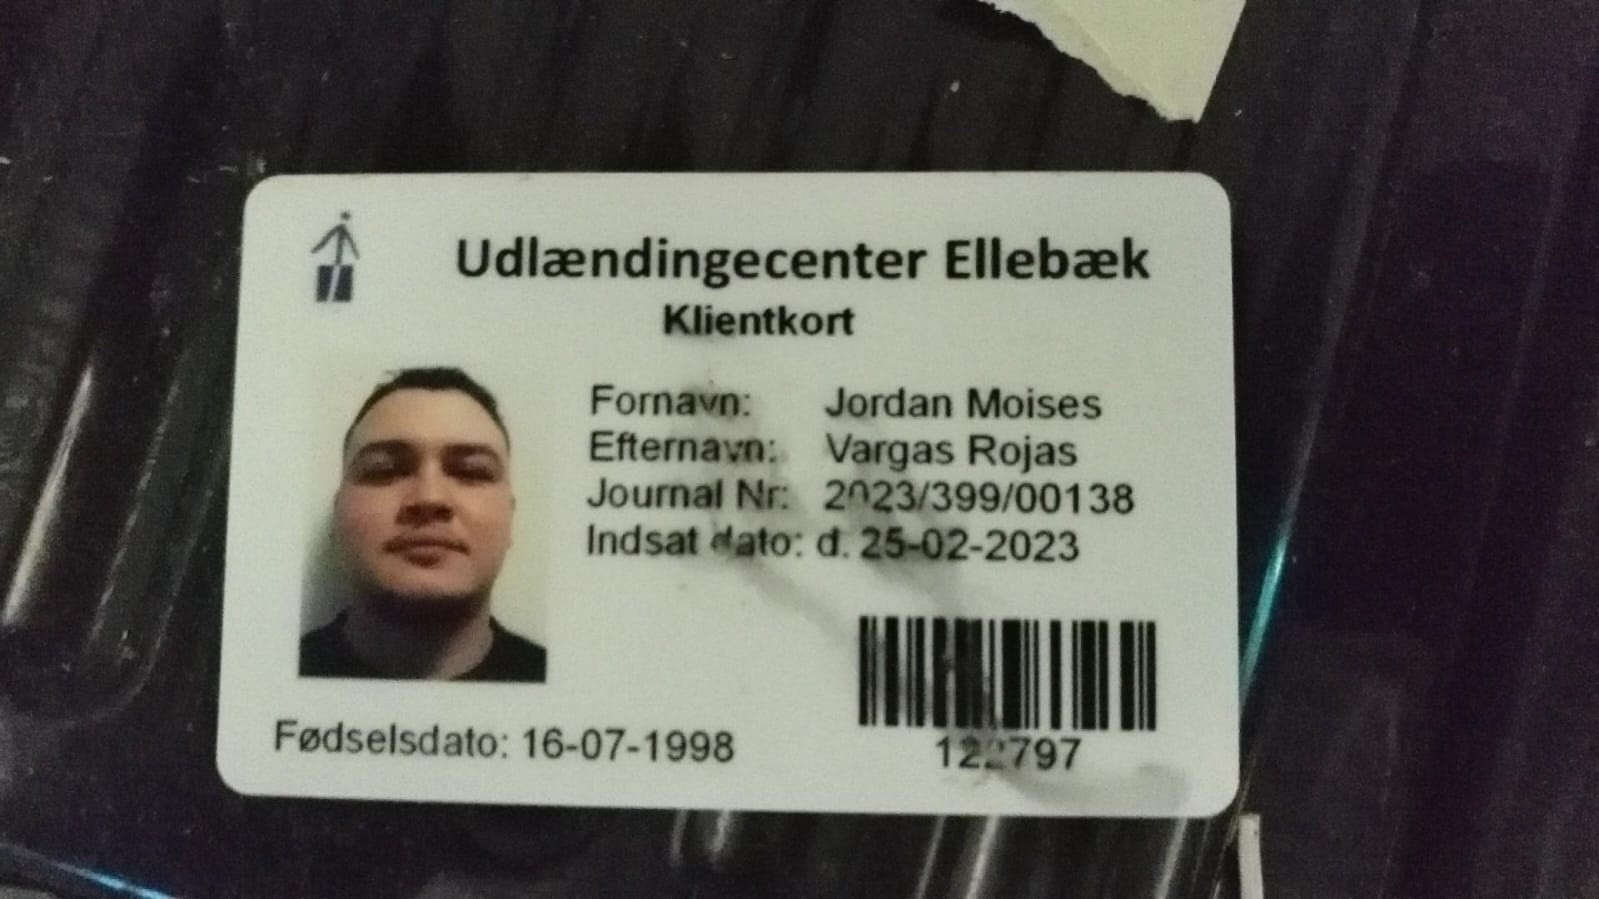 Udlændingecenter Ellebæk
Klientkort
Fornavn: Jordan Moises
Efternavn: Vargas Rojas
Journal Nr: 2023/399/00138
Indsat dato: d. 25-02-2023
Fødselsdato: 16-07-1998